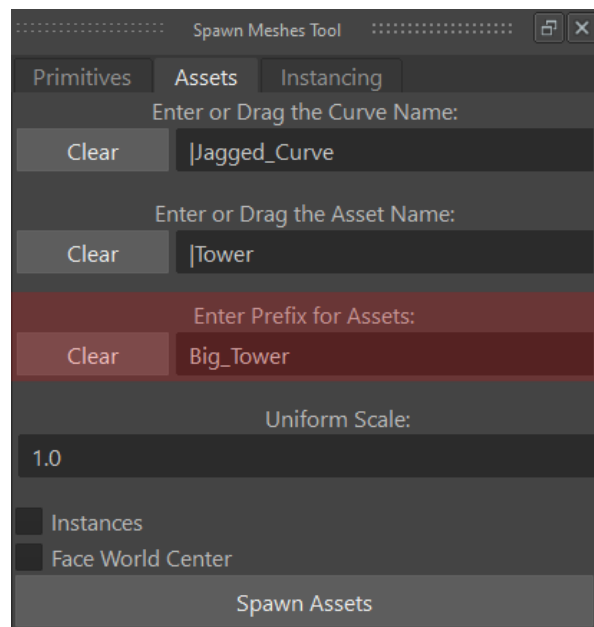 Spawn Meshes Tool
Primitives Assets Instancing
Enter or Drag the Curve Name:
Clear |Jagged_Curve
Enter or Drag the Asset Name:
Clear |Tower
Enter Prefix for Assets:
Clear Big_Tower
Uniform Scale:
1.0
Instances
Face World Center
Spawn Assets